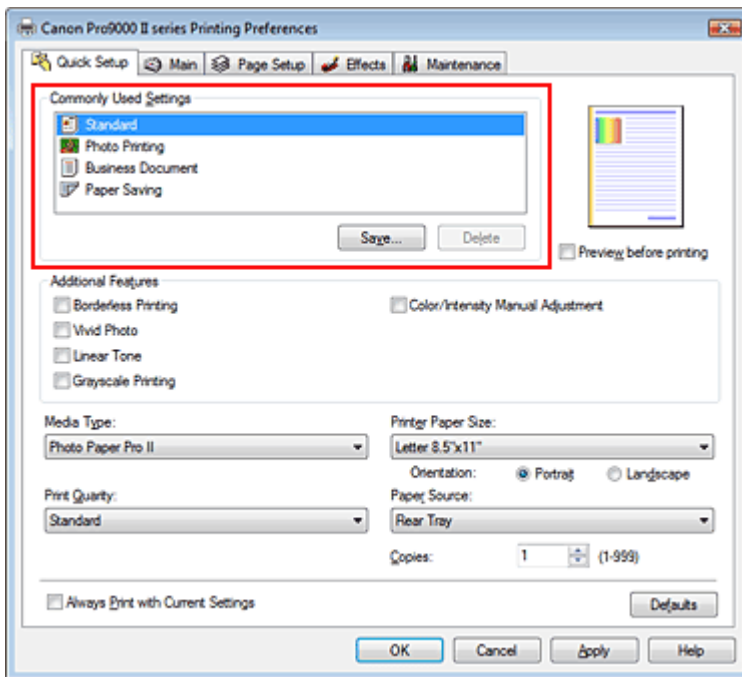 Canon Pro9000 II series Printing Preferences
Quick Setup Main Page Setup Effects Maintenance
Commonly Used Settings
Standard
Photo Printing
Business Document
Paper Saving
Save... Delete
Preview before printing
Additional Features
Borderless Printing Color/Intensity Manual Adjustment
Vivid Photo
Linear Tone
Grayscale Printing
Media Type: Printer Paper Size:
Photo Paper Pro II Letter 8.5"x11"
Orientation: Portrait Landscape
Print Quality: Paper Source:
Standard Rear Tray
Copies: 1 (1-999)
Always Print with Current Settings Defaults
OK Cancel Apply Help